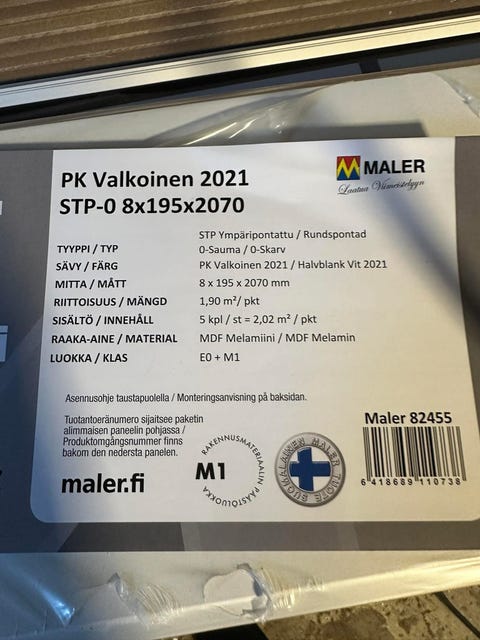 PK Valkoinen 2021
STP-0 8x195x2070
MALER
Laatua Viimeistelyyn
STP Ympäripontattu / Rundspontad
TYYPPI / TYP 0-Sauma / 0-Skarv
SÄVY / FÄRG PK Valkoinen 2021 / Halvblank Vit 2021
MITTA / MÅTT 8 x 195 x 2070 mm
RIITTOISUUS / MÄNGD 1,90 m²/ pkt
SISÄLTÖ / INNEHÅLL 5 kpl / st = 2,02 m² / pkt
RAAKA-AINE / MATERIAL MDF Melamiini / MDF Melamin
LUOKKA / KLAS E0 + M1
Asennusohje taustapuolella / Monteringsanvisning på baksidan.
Tuotantoeränumero sijaitsee paketin
alimmaisen paneelin pohjassa /
Produktomgångsnummer finns
bakom den nedersta panelen.
maler.fi
M1
RAKENNUSMATERIAALIN PÄÄSTÖLUOKKA
SUOMALAINEN MALER TUOTE
Maler 82455
6 418689 110738